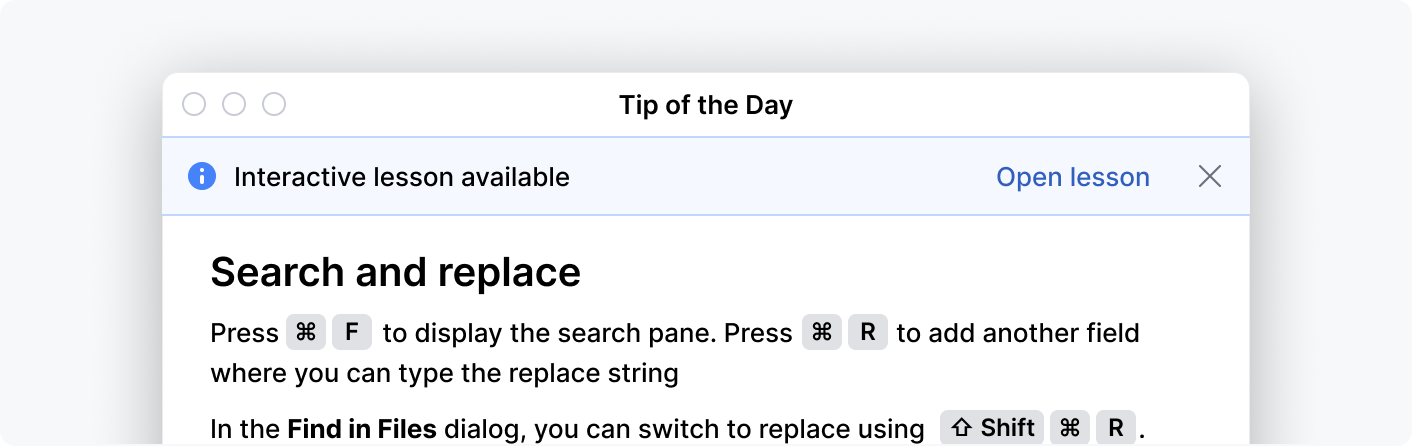 Tip of the Day
Interactive lesson available Open lesson
Search and replace
Press ⌘ F to display the search pane. Press ⌘ R to add another field
where you can type the replace string
In the Find in Files dialog, you can switch to replace using ⇧ Shift ⌘ R.